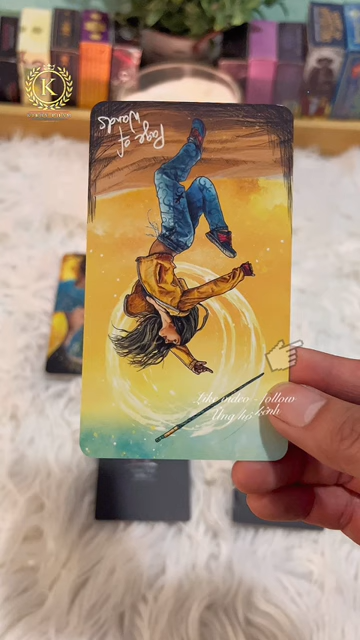 K
Page of
Wands
Like video - follow
Ủng hộ kênh